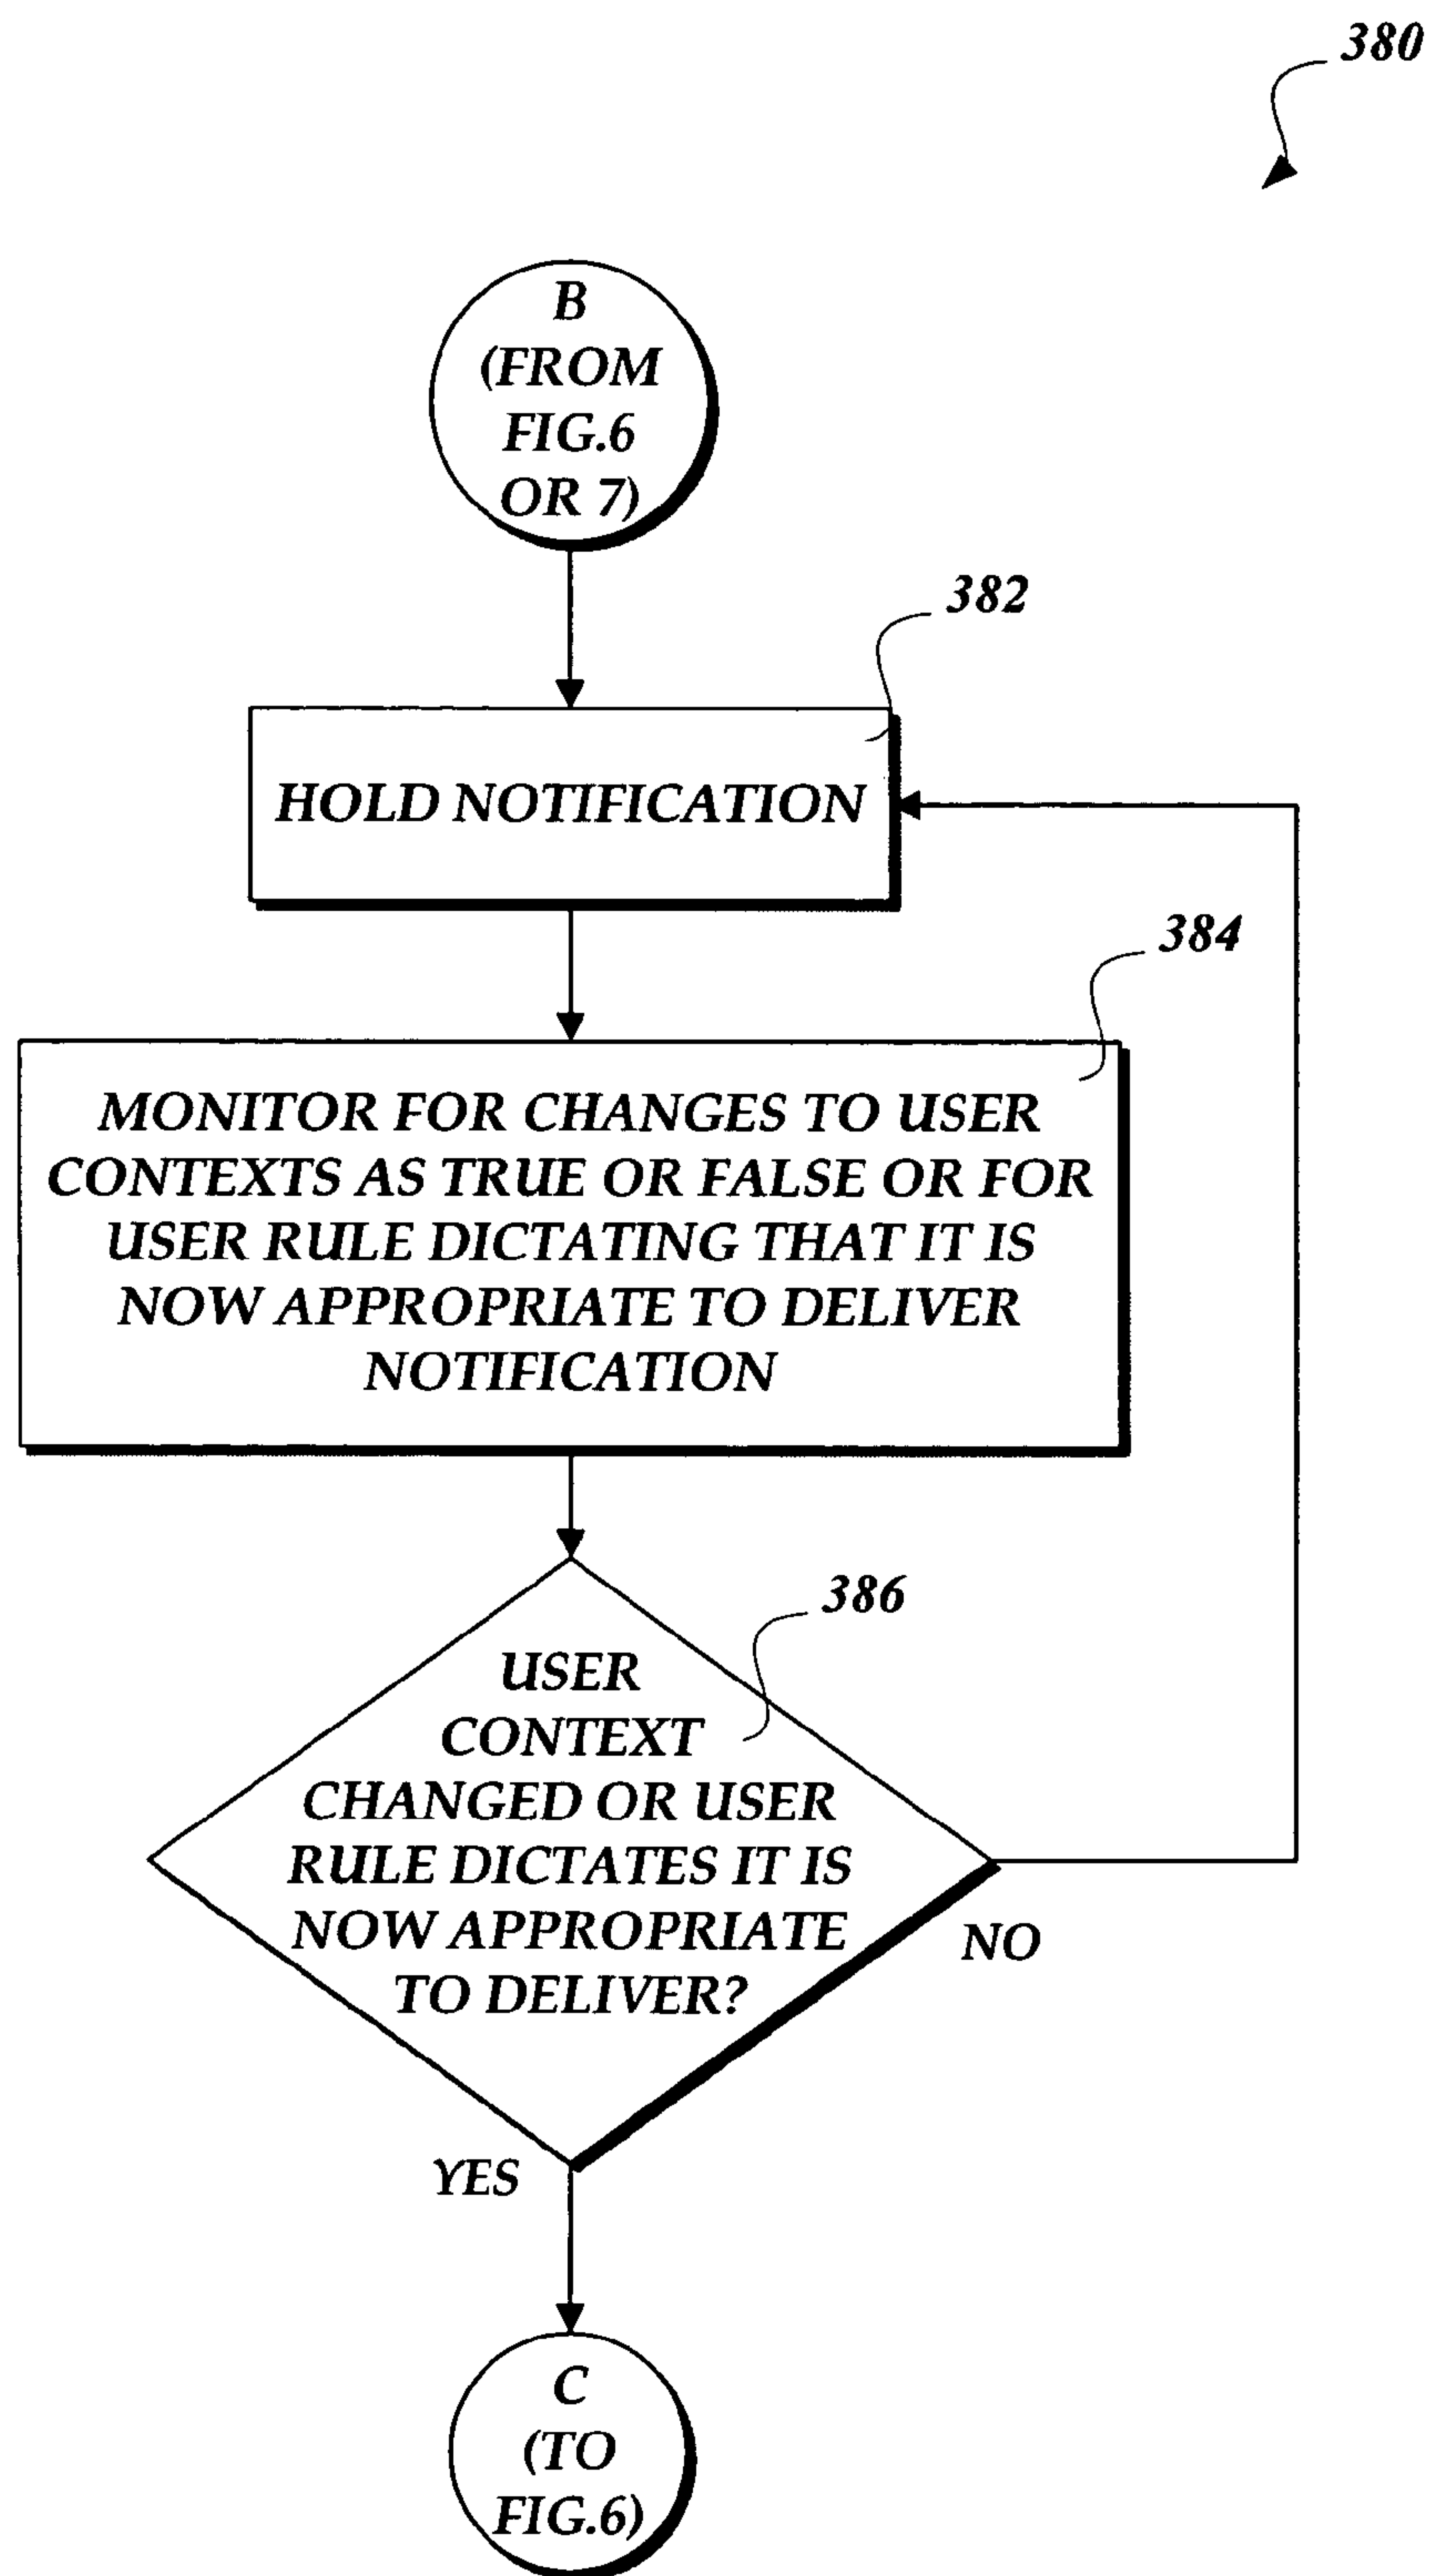 380
B
(FROM
FIG.6
OR 7)
382
HOLD NOTIFICATION
384
MONITOR FOR CHANGES TO USER
CONTEXTS AS TRUE OR FALSE OR FOR
USER RULE DICTATING THAT IT IS
NOW APPROPRIATE TO DELIVER
NOTIFICATION
386
USER
CONTEXT
CHANGED OR USER
RULE DICTATES IT IS
NOW APPROPRIATE
TO DELIVER?
NO
YES
C
(TO
FIG.6)